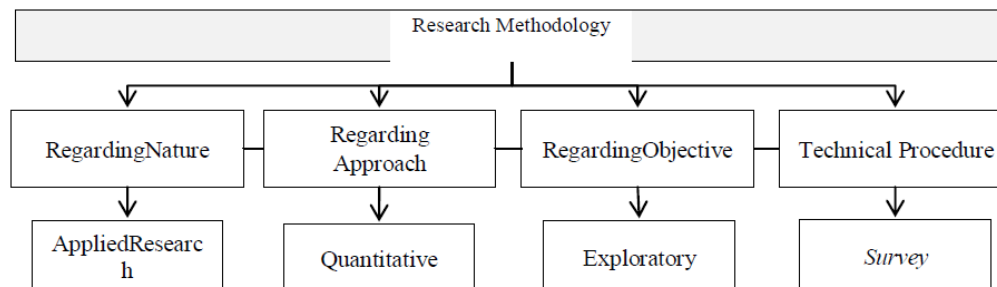 Research Methodology
RegardingNature
Regarding
Approach
RegardingObjective
Technical Procedure
AppliedResearc
h
Quantitative
Exploratory
Survey